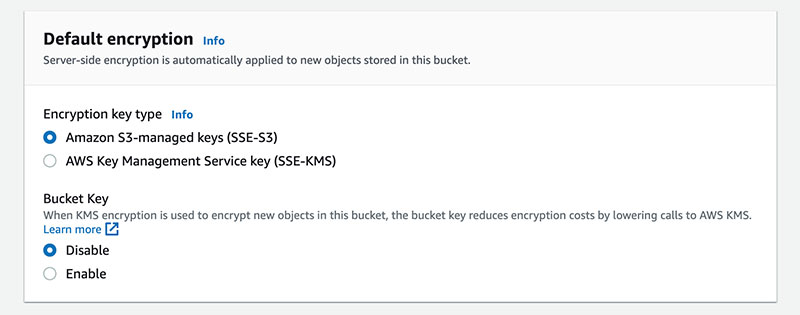 Default encryption Info
Server-side encryption is automatically applied to new objects stored in this bucket.
Encryption key type Info
Amazon S3-managed keys (SSE-S3)
AWS Key Management Service key (SSE-KMS)
Bucket Key
When KMS encryption is used to encrypt new objects in this bucket, the bucket key reduces encryption costs by lowering calls to AWS KMS.
Learn more
Disable
Enable